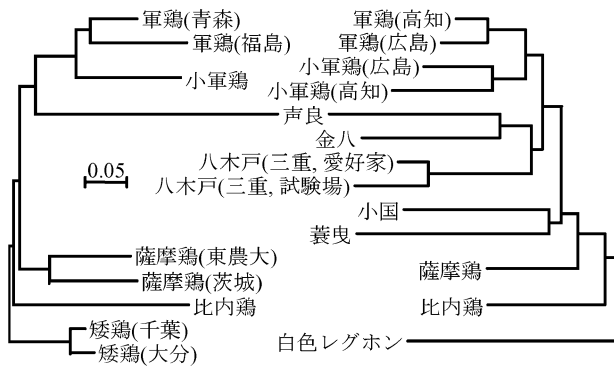 軍鶏(青森)
軍鶏(高知)
軍鶏(福島)
軍鶏(広島)
小軍鶏(広島)
小軍鶏
小軍鶏(高知)
声良
金八
0.05
八木戸(三重, 愛好家)
八木戸(三重, 試験場)
小国
蓑曳
薩摩鶏(東農大)
薩摩鶏
薩摩鶏(茨城)
比内鶏
比内鶏
矮鶏(千葉)
白色レグホン
矮鶏(大分)